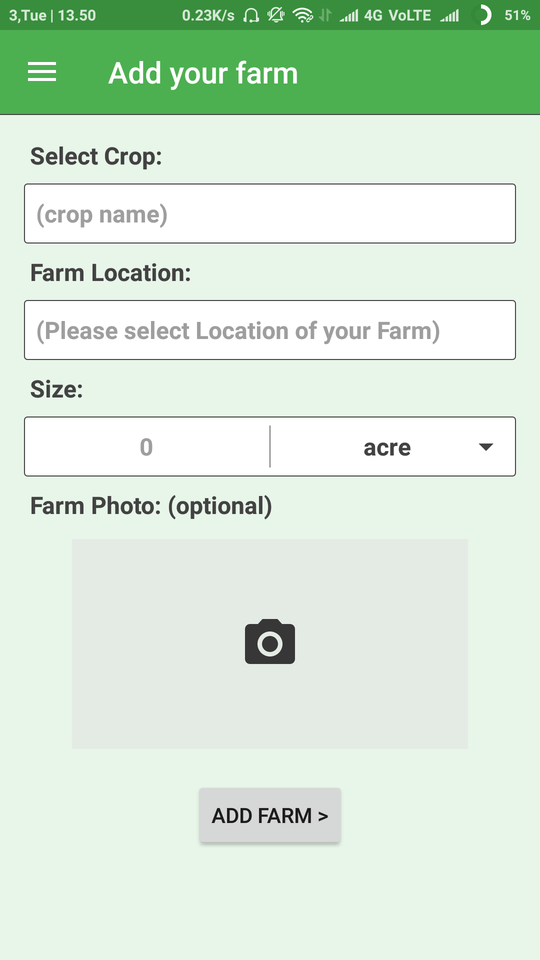 3,Tue | 13.50 0.23K/s 4G VoLTE 51%
Add your farm
Select Crop:
(crop name)
Farm Location:
(Please select Location of your Farm)
Size:
0 acre
Farm Photo: (optional)
ADD FARM >